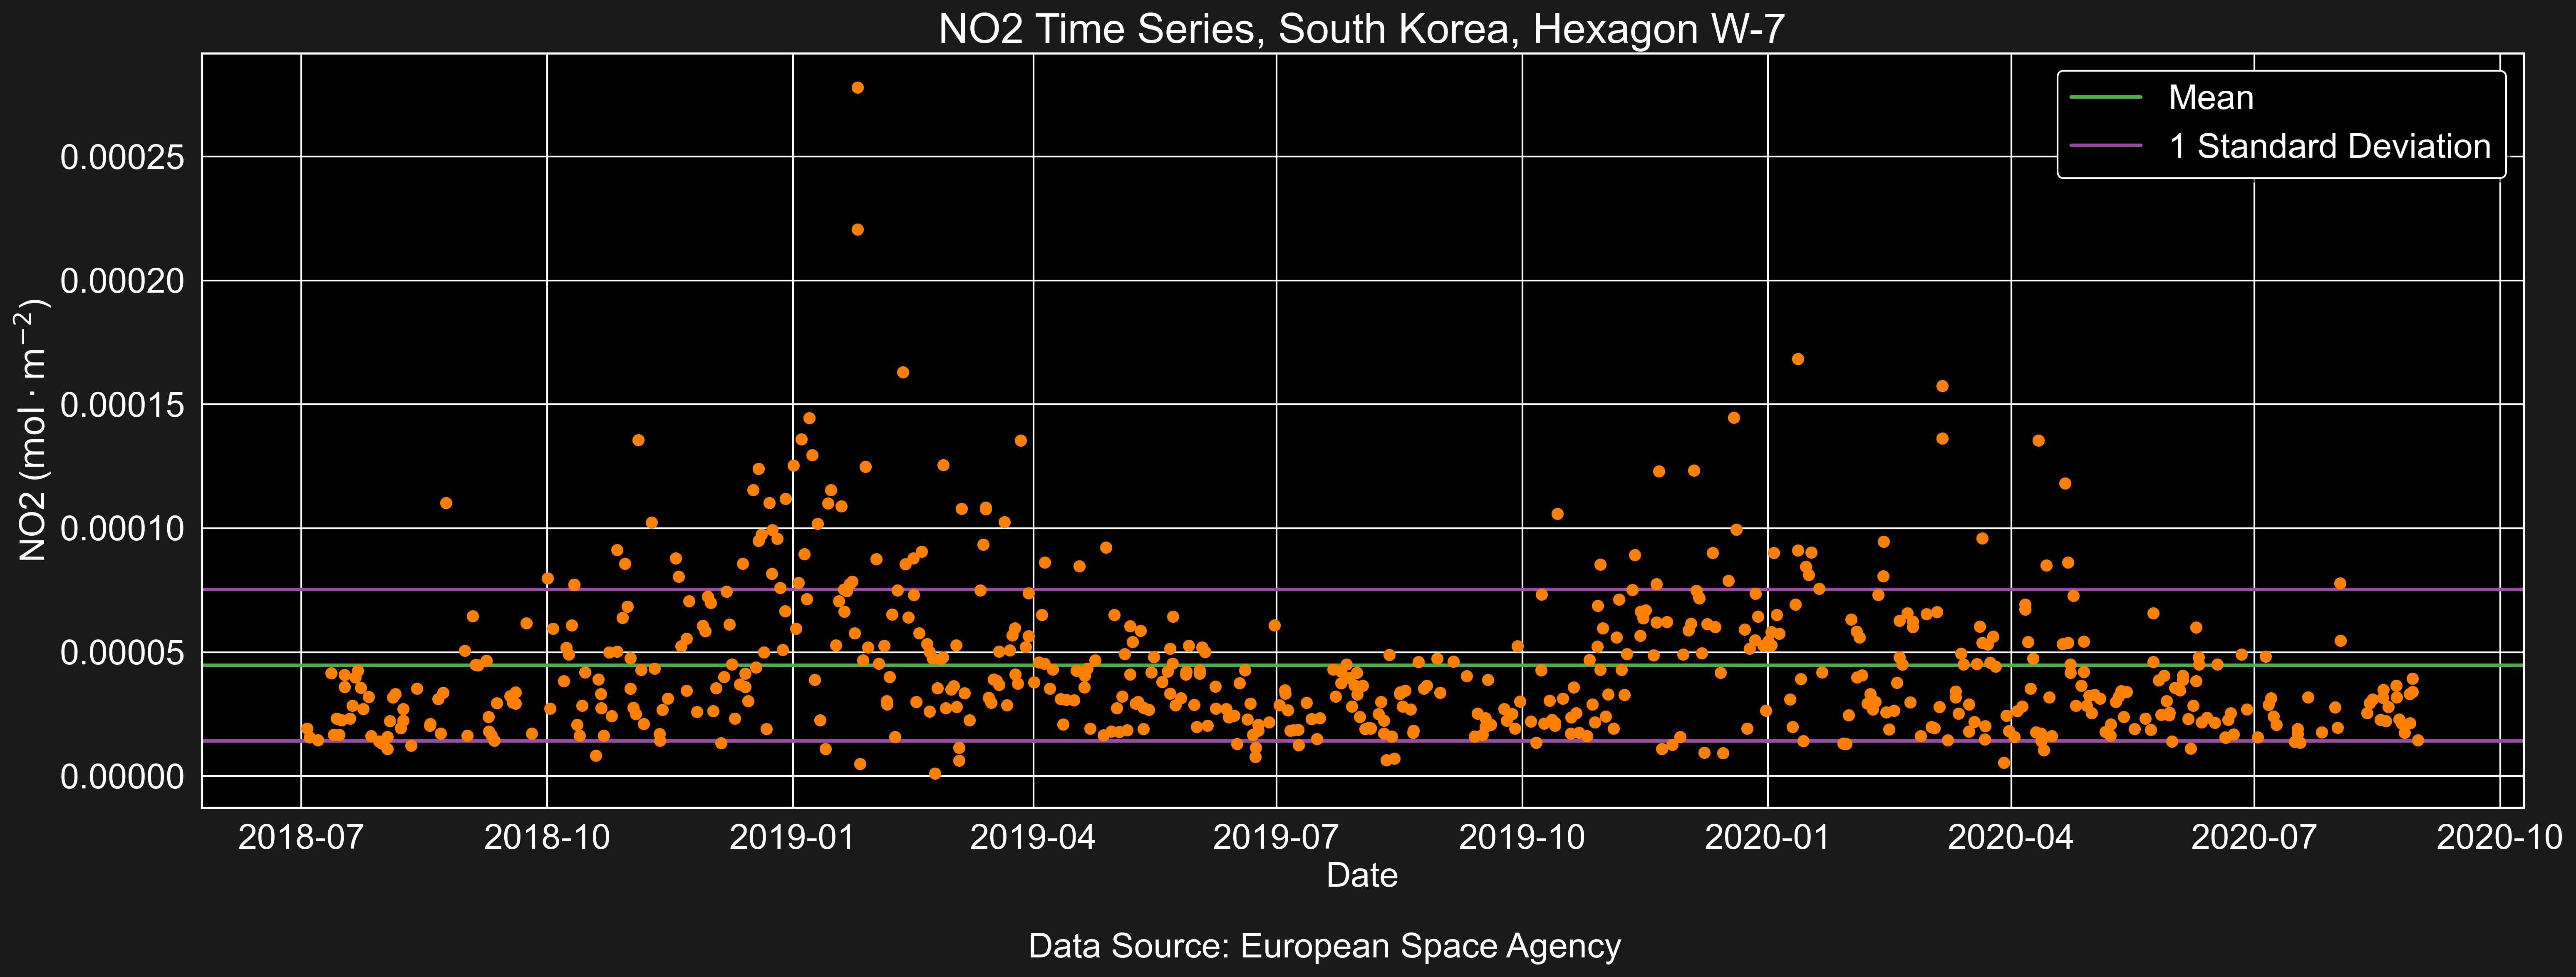 NO2 Time Series, South Korea, Hexagon W-7
Mean
1 Standard Deviation
NO2 (mol · m⁻²)
0.00025
0.00020
0.00015
0.00010
0.00005
0.00000
2018-07 2018-10 2019-01 2019-04 2019-07 2019-10 2020-01 2020-04 2020-07 2020-10
Date
Data Source: European Space Agency